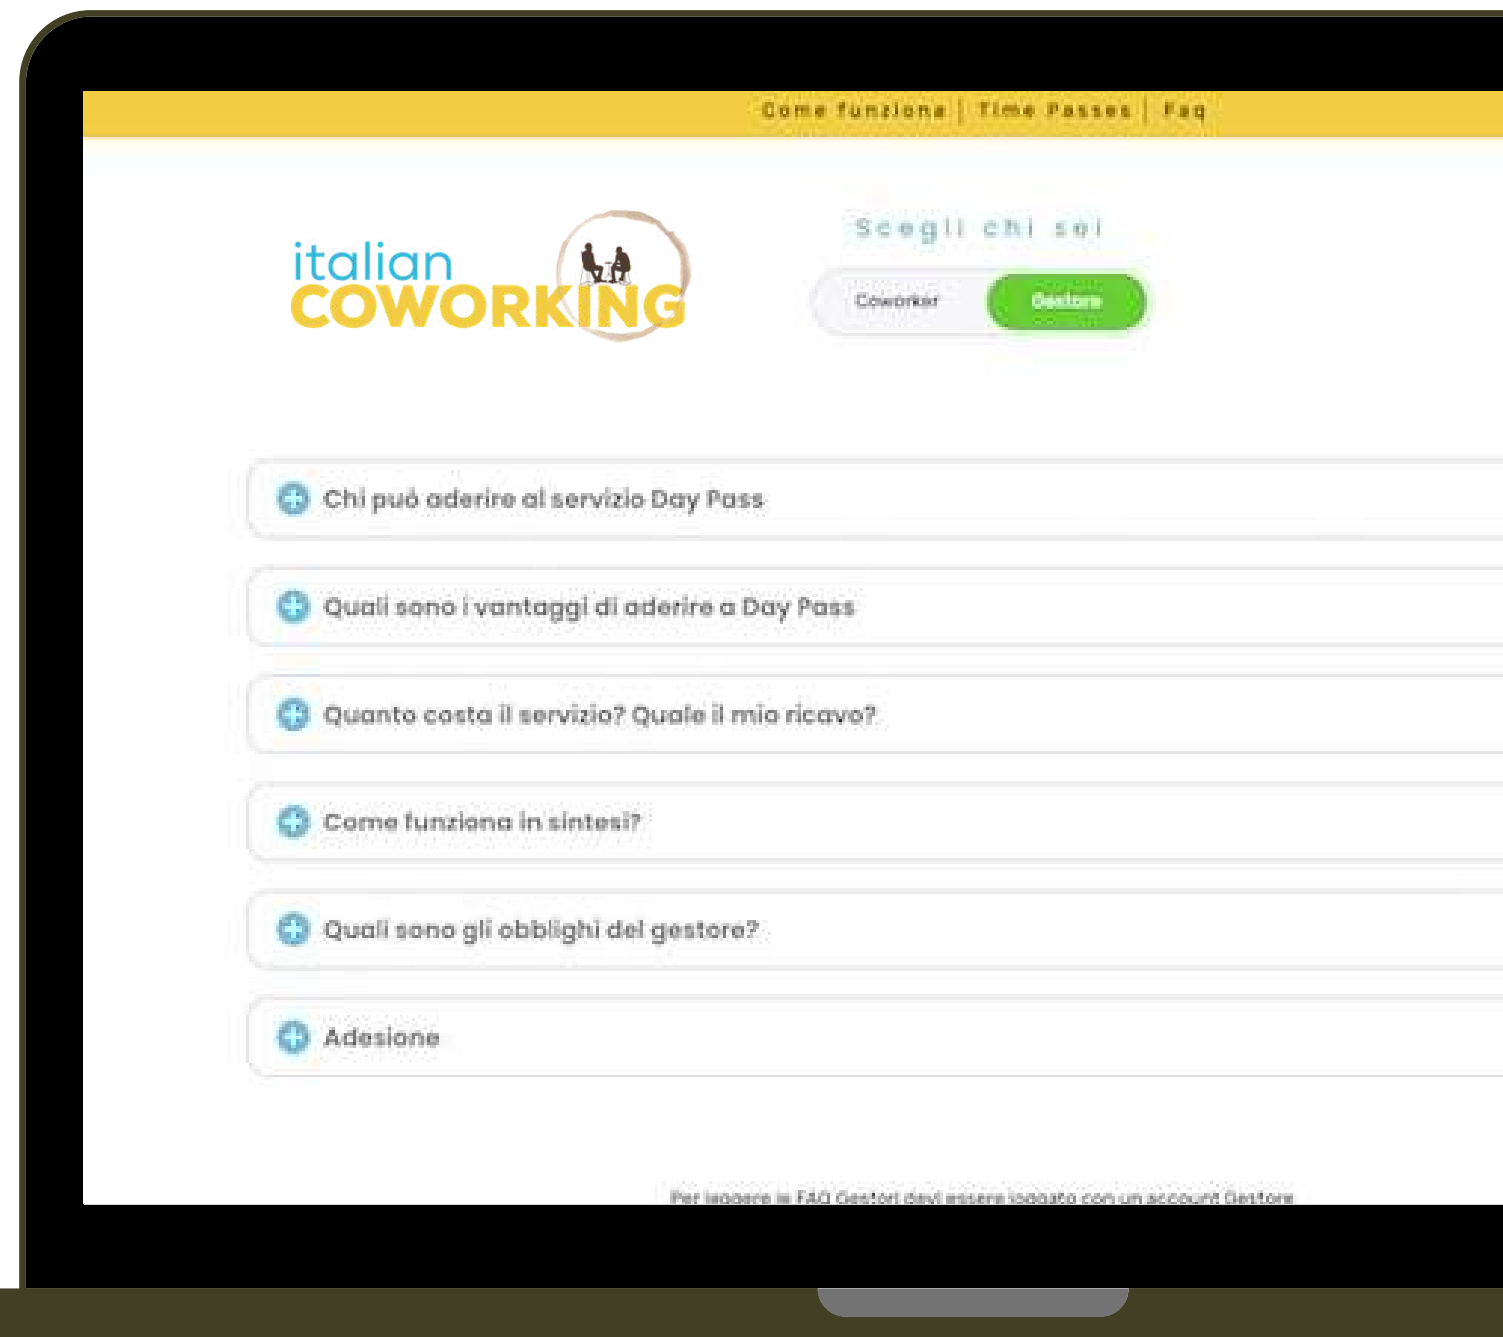 Come funziona | Time Passes | Faq
italian
COWORKING
Scegli chi sei
Coworker
Gestore
Chi può aderire al servizio Day Pass
Quali sono i vantaggi di aderire a Day Pass
Quanto costa il servizio? Quale il mio ricavo?
Come funziona in sintesi?
Quali sono gli obblighi del gestore?
Adesione
Per leggere le FAQ Gestori devi essere loggato con un account Gestore